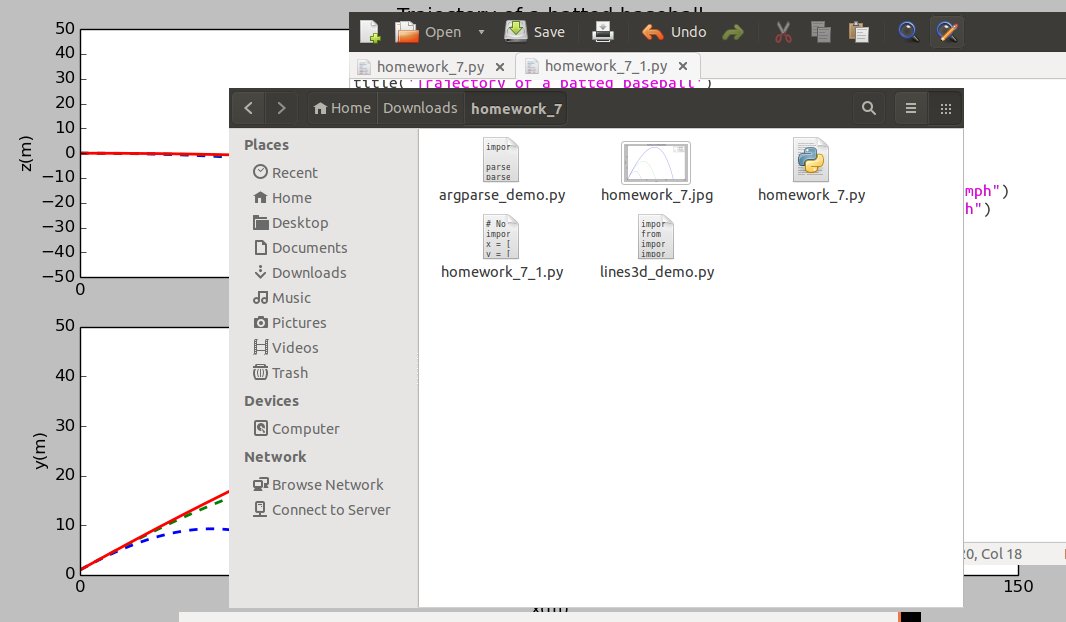 Trajectory of a batted baseball
Open Save Undo
homework_7.py × homework_7_1.py ×
title('Trajectory of a batted baseball')
Home Downloads homework_7
mph")
h")
Places
Recent
Home
Desktop
Documents
Downloads
Music
Pictures
Videos
Trash
Devices
Computer
Network
Browse Network
Connect to Server
impor
parse
parse
argparse_demo.py
homework_7.jpg
homework_7.py
# No
impor
x = [
homework_7_1.py
impor
from
impor
impor
lines3d_demo.py
20, Col 18
50
40
30
20
10
0
−10
−20
−30
−40
−50
0
z(m)
50
40
30
20
10
0
0
150
y(m)
x(m)